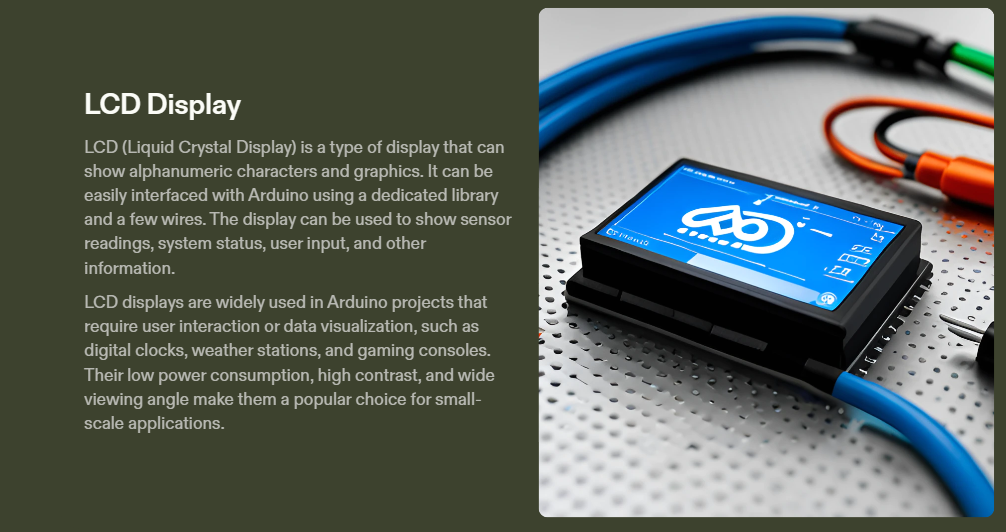 LCD Display
LCD (Liquid Crystal Display) is a type of display that can
show alphanumeric characters and graphics. It can be
easily interfaced with Arduino using a dedicated library
and a few wires. The display can be used to show sensor
readings, system status, user input, and other
information.
LCD displays are widely used in Arduino projects that
require user interaction or data visualization, such as
digital clocks, weather stations, and gaming consoles.
Their low power consumption, high contrast, and wide
viewing angle make them a popular choice for small-
scale applications.